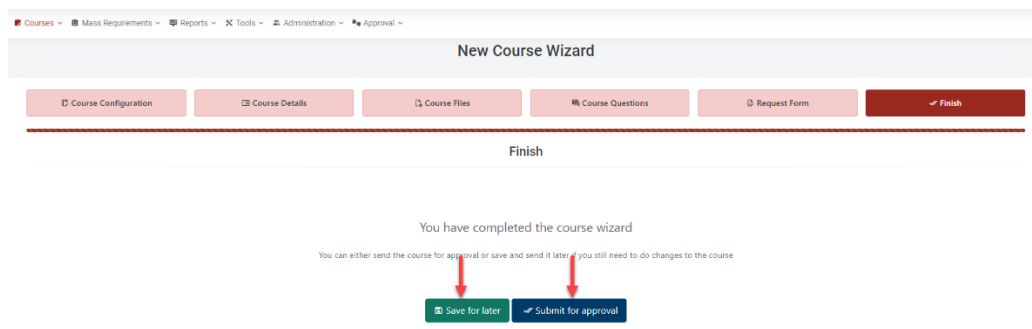 Courses Mass Requirements Reports Tools Administration Approval
New Course Wizard
Course Configuration Course Details Course Files Course Questions Request Form Finish
Finish
You have completed the course wizard
You can either send the course for approval or save and send it later if you still need to do changes to the course
Save for later Submit for approval